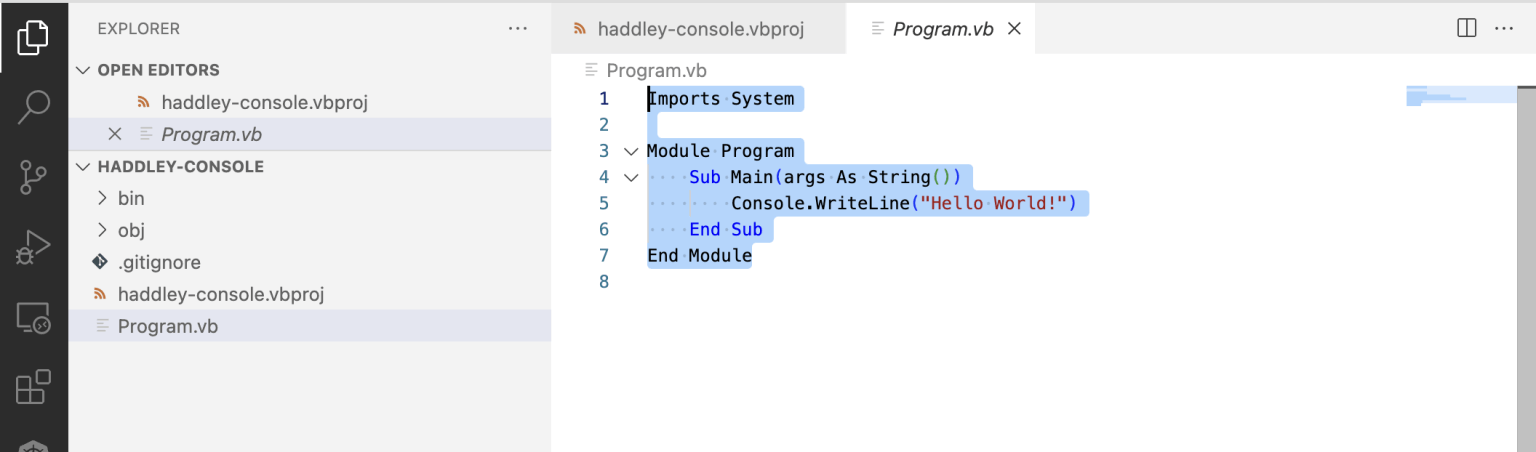 EXPLORER
OPEN EDITORS
haddley-console.vbproj
Program.vb
HADDLEY-CONSOLE
bin
obj
.gitignore
haddley-console.vbproj
Program.vb
haddley-console.vbproj Program.vb
Program.vb
1 Imports System
2
3 Module Program
4     Sub Main(args As String())
5         Console.WriteLine("Hello World!")
6     End Sub
7 End Module
8